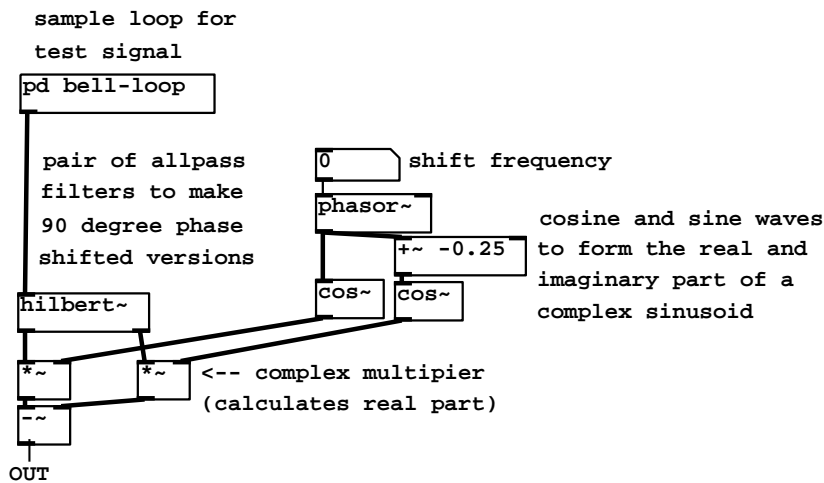 sample loop for
test signal
pd bell-loop
pair of allpass
filters to make
90 degree phase
shifted versions
0
shift frequency
phasor~
+~ -0.25
cosine and sine waves
to form the real and
imaginary part of a
complex sinusoid
cos~
cos~
hilbert~
*~
*~
<-- complex multipier
(calculates real part)
-~
OUT